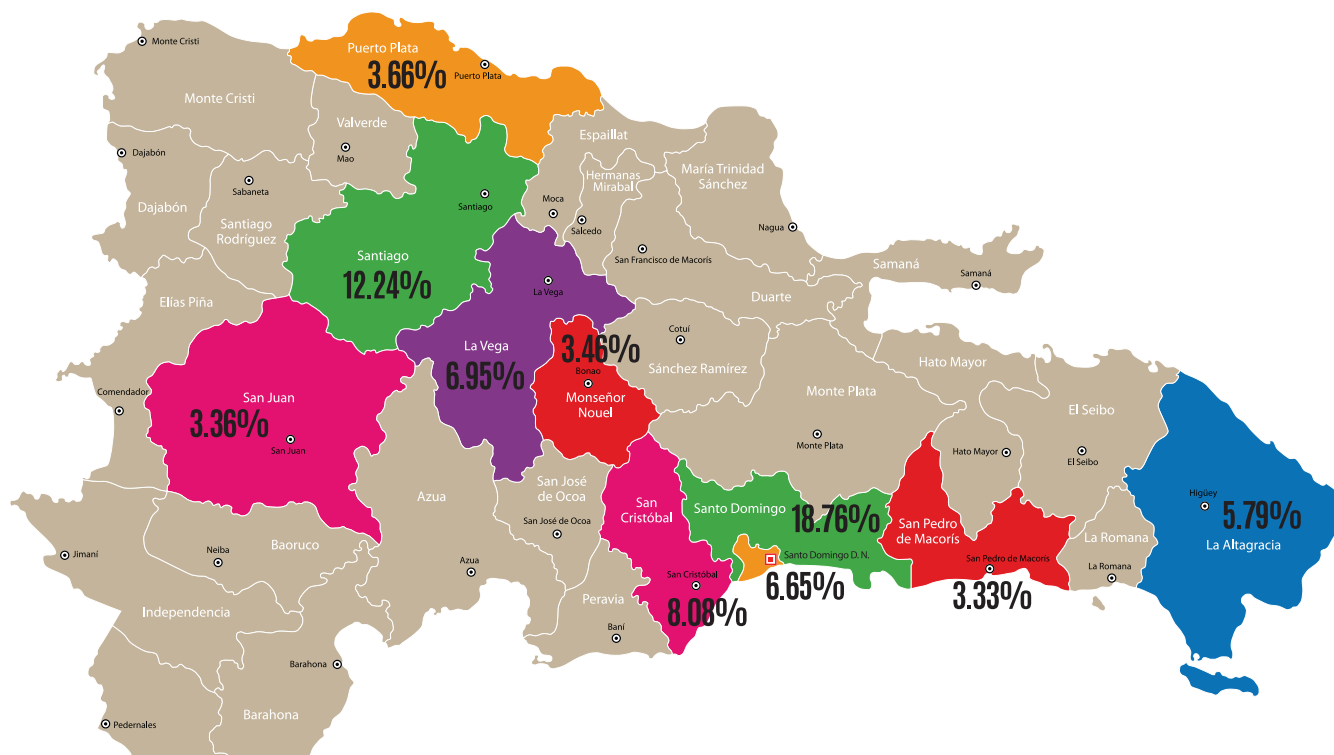 Monte Cristi
Puerto Plata
3.66%
Puerto Plata
Monte Cristi
Valverde
Mao
Espaillat
Dajabón
Sabaneta
Dajabón
Santiago
Rodríguez
Santiago
Santiago
12.24%
Hermanas
Mirabal
Moca
Salcedo
María Trinidad
Sánchez
Nagua
San Francisco de Macorís
Samaná
Samaná
Duarte
Elías Piña
La Vega
La Vega
6.95%
3.46%
Bonao
Monseñor
Nouel
Cotuí
Sánchez Ramírez
Hato Mayor
Monte Plata
Monte Plata
Comendador
San Juan
3.36%
San Juan
El Seibo
El Seibo
Hato Mayor
Azua
San José
de Ocoa
San José de Ocoa
San
Cristóbal
Santo Domingo
18.76%
Santo Domingo D. N.
6.65%
San Pedro
de Macorís
San Pedro de Macorís
3.33%
La Romana
La Romana
Higüey
5.79%
La Altagracia
Jimaní
Neiba
Baoruco
Azua
San Cristóbal
8.08%
Independencia
Peravia
Baní
Barahona
Barahona
Pedernales